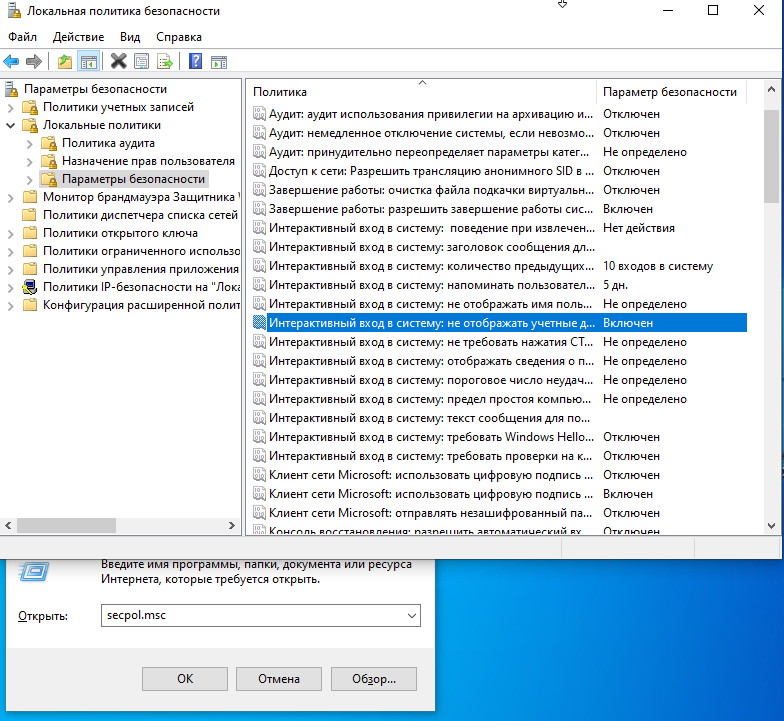 Локальная политика безопасности
Файл Действие Вид Справка
Параметры безопасности
Политики учетных записей
Локальные политики
Политика аудита
Назначение прав пользователя
Параметры безопасности
Монитор брандмауэра Защитника
Политики диспетчера списка сетей
Политики открытого ключа
Политики ограниченного использо
Политики управления приложения
Политики IP-безопасности на "Лока
Конфигурация расширенной полит
Политика Параметр безопасности
Аудит: аудит использования привилегии на архивацию и... Отключен
Аудит: немедленное отключение системы, если невозмо... Отключен
Аудит: принудительно переопределяет параметры катег... Не определено
Доступ к сети: Разрешить трансляцию анонимного SID в ... Отключен
Завершение работы: очистка файла подкачки виртуальн... Отключен
Завершение работы: разрешить завершение работы сис... Включен
Интерактивный вход в систему: поведение при извлечен... Нет действия
Интерактивный вход в систему: заголовок сообщения дл...
Интерактивный вход в систему: количество предыдущих... 10 входов в систему
Интерактивный вход в систему: напоминать пользовател... 5 дн.
Интерактивный вход в систему: не отображать имя поль... Не определено
Интерактивный вход в систему: не отображать учетные д... Включен
Интерактивный вход в систему: не требовать нажатия CT... Не определено
Интерактивный вход в систему: отображать сведения о п... Не определено
Интерактивный вход в систему: пороговое число неудач... Не определено
Интерактивный вход в систему: предел простоя компью... Не определено
Интерактивный вход в систему: текст сообщения для по...
Интерактивный вход в систему: требовать Windows Hello... Отключен
Интерактивный вход в систему: требовать проверки на к... Отключен
Клиент сети Microsoft: использовать цифровую подпись ... Отключен
Клиент сети Microsoft: использовать цифровую подпись ... Включен
Клиент сети Microsoft: отправлять незашифрованный пат... Отключен
Консоль восстановления: разрешить автоматический вх... Отключен
Введите имя программы, папки, документа или ресурса
Интернета, которые требуется открыть.
Открыть: secpol.msc
ОК Отмена Обзор...